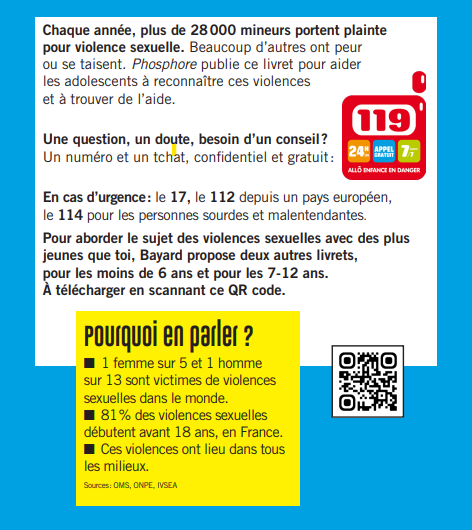 Chaque année, plus de 28 000 mineurs portent plainte
pour violence sexuelle. Beaucoup d'autres ont peur
ou se taisent. Phosphore publie ce livret pour aider
les adolescents à reconnaître ces violences
et à trouver de l'aide.
Une question, un doute, besoin d'un conseil ?
Un numéro et un tchat, confidentiel et gratuit :
119
24H/24
APPEL GRATUIT
7J/7
ALLÔ ENFANCE EN DANGER
En cas d'urgence : le 17, le 112 depuis un pays européen,
le 114 pour les personnes sourdes et malentendantes.
Pour aborder le sujet des violences sexuelles avec des plus
jeunes que toi, Bayard propose deux autres livrets,
pour les moins de 6 ans et pour les 7-12 ans.
À télécharger en scannant ce QR code.
Pourquoi en parler ?
■ 1 femme sur 5 et 1 homme
sur 13 sont victimes de violences
sexuelles dans le monde.
■ 81 % des violences sexuelles
débutent avant 18 ans, en France.
■ Ces violences ont lieu dans tous
les milieux.
Sources : OMS, ONPE, IVSEA